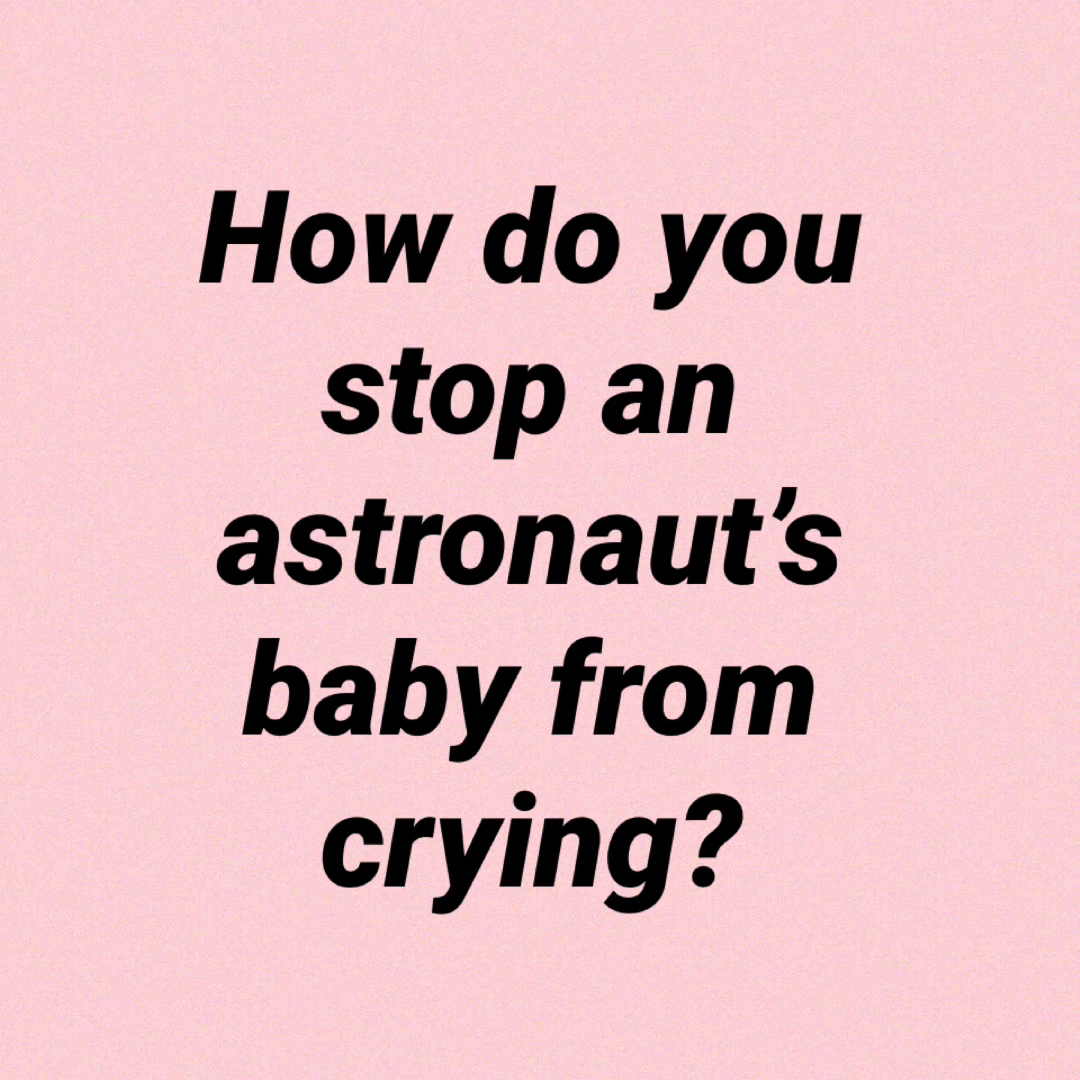 How do you
stop an
astronaut’s
baby from
crying?